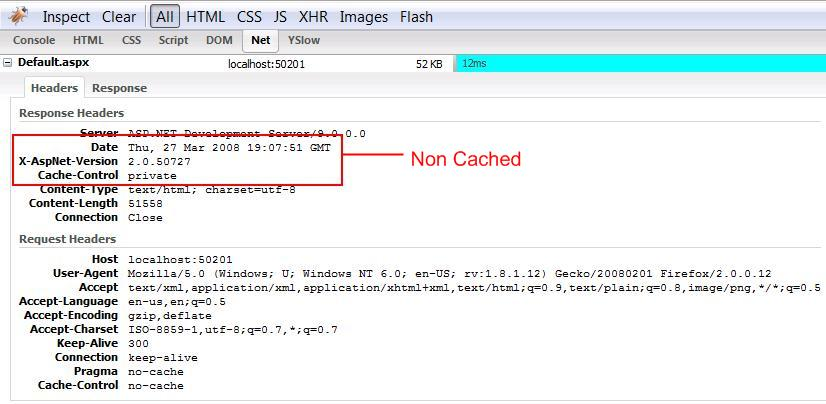 Inspect Clear All HTML CSS JS XHR Images Flash
Console HTML CSS Script DOM Net YSlow
Default.aspx localhost:50201 52 KB 12ms
Headers Response
Response Headers
Server ASP.NET Development Server/9.0.0.0
Date Thu, 27 Mar 2008 19:07:51 GMT
X-AspNet-Version 2.0.50727
Non Cached
Cache-Control private
Content-Type text/html; charset=utf-8
Content-Length 51558
Connection Close
Request Headers
Host localhost:50201
User-Agent Mozilla/5.0 (Windows; U; Windows NT 6.0; en-US; rv:1.8.1.12) Gecko/20080201 Firefox/2.0.0.12
Accept text/xml,application/xml,application/xhtml+xml,text/html;q=0.9,text/plain;q=0.8,image/png,*/*;q=0.5
Accept-Language en-us,en;q=0.5
Accept-Encoding gzip,deflate
Accept-Charset ISO-8859-1,utf-8;q=0.7,*;q=0.7
Keep-Alive 300
Connection keep-alive
Pragma no-cache
Cache-Control no-cache